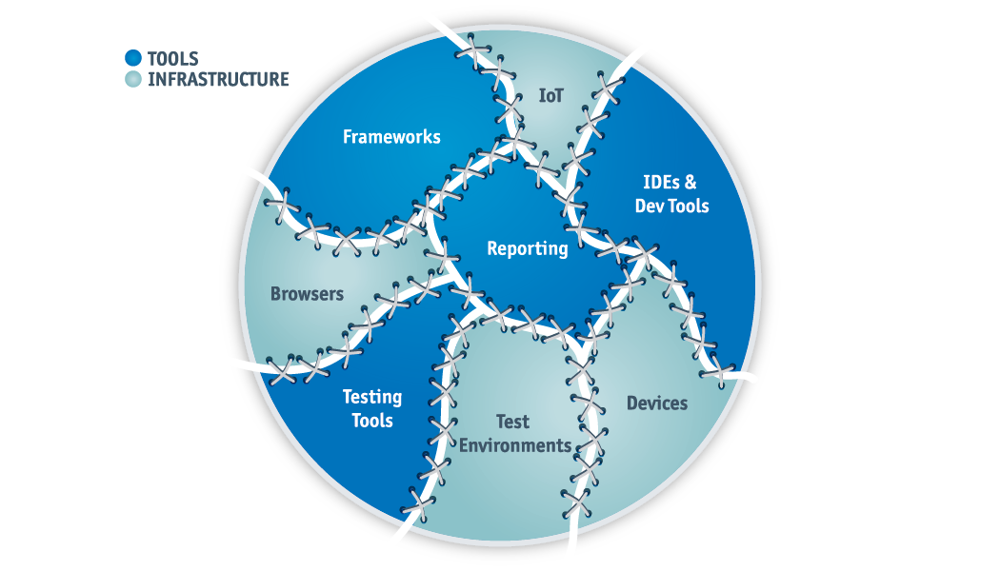 TOOLS
INFRASTRUCTURE
IoT
Frameworks
IDEs &
Dev Tools
Reporting
Browsers
Testing
Tools
Test
Environments
Devices